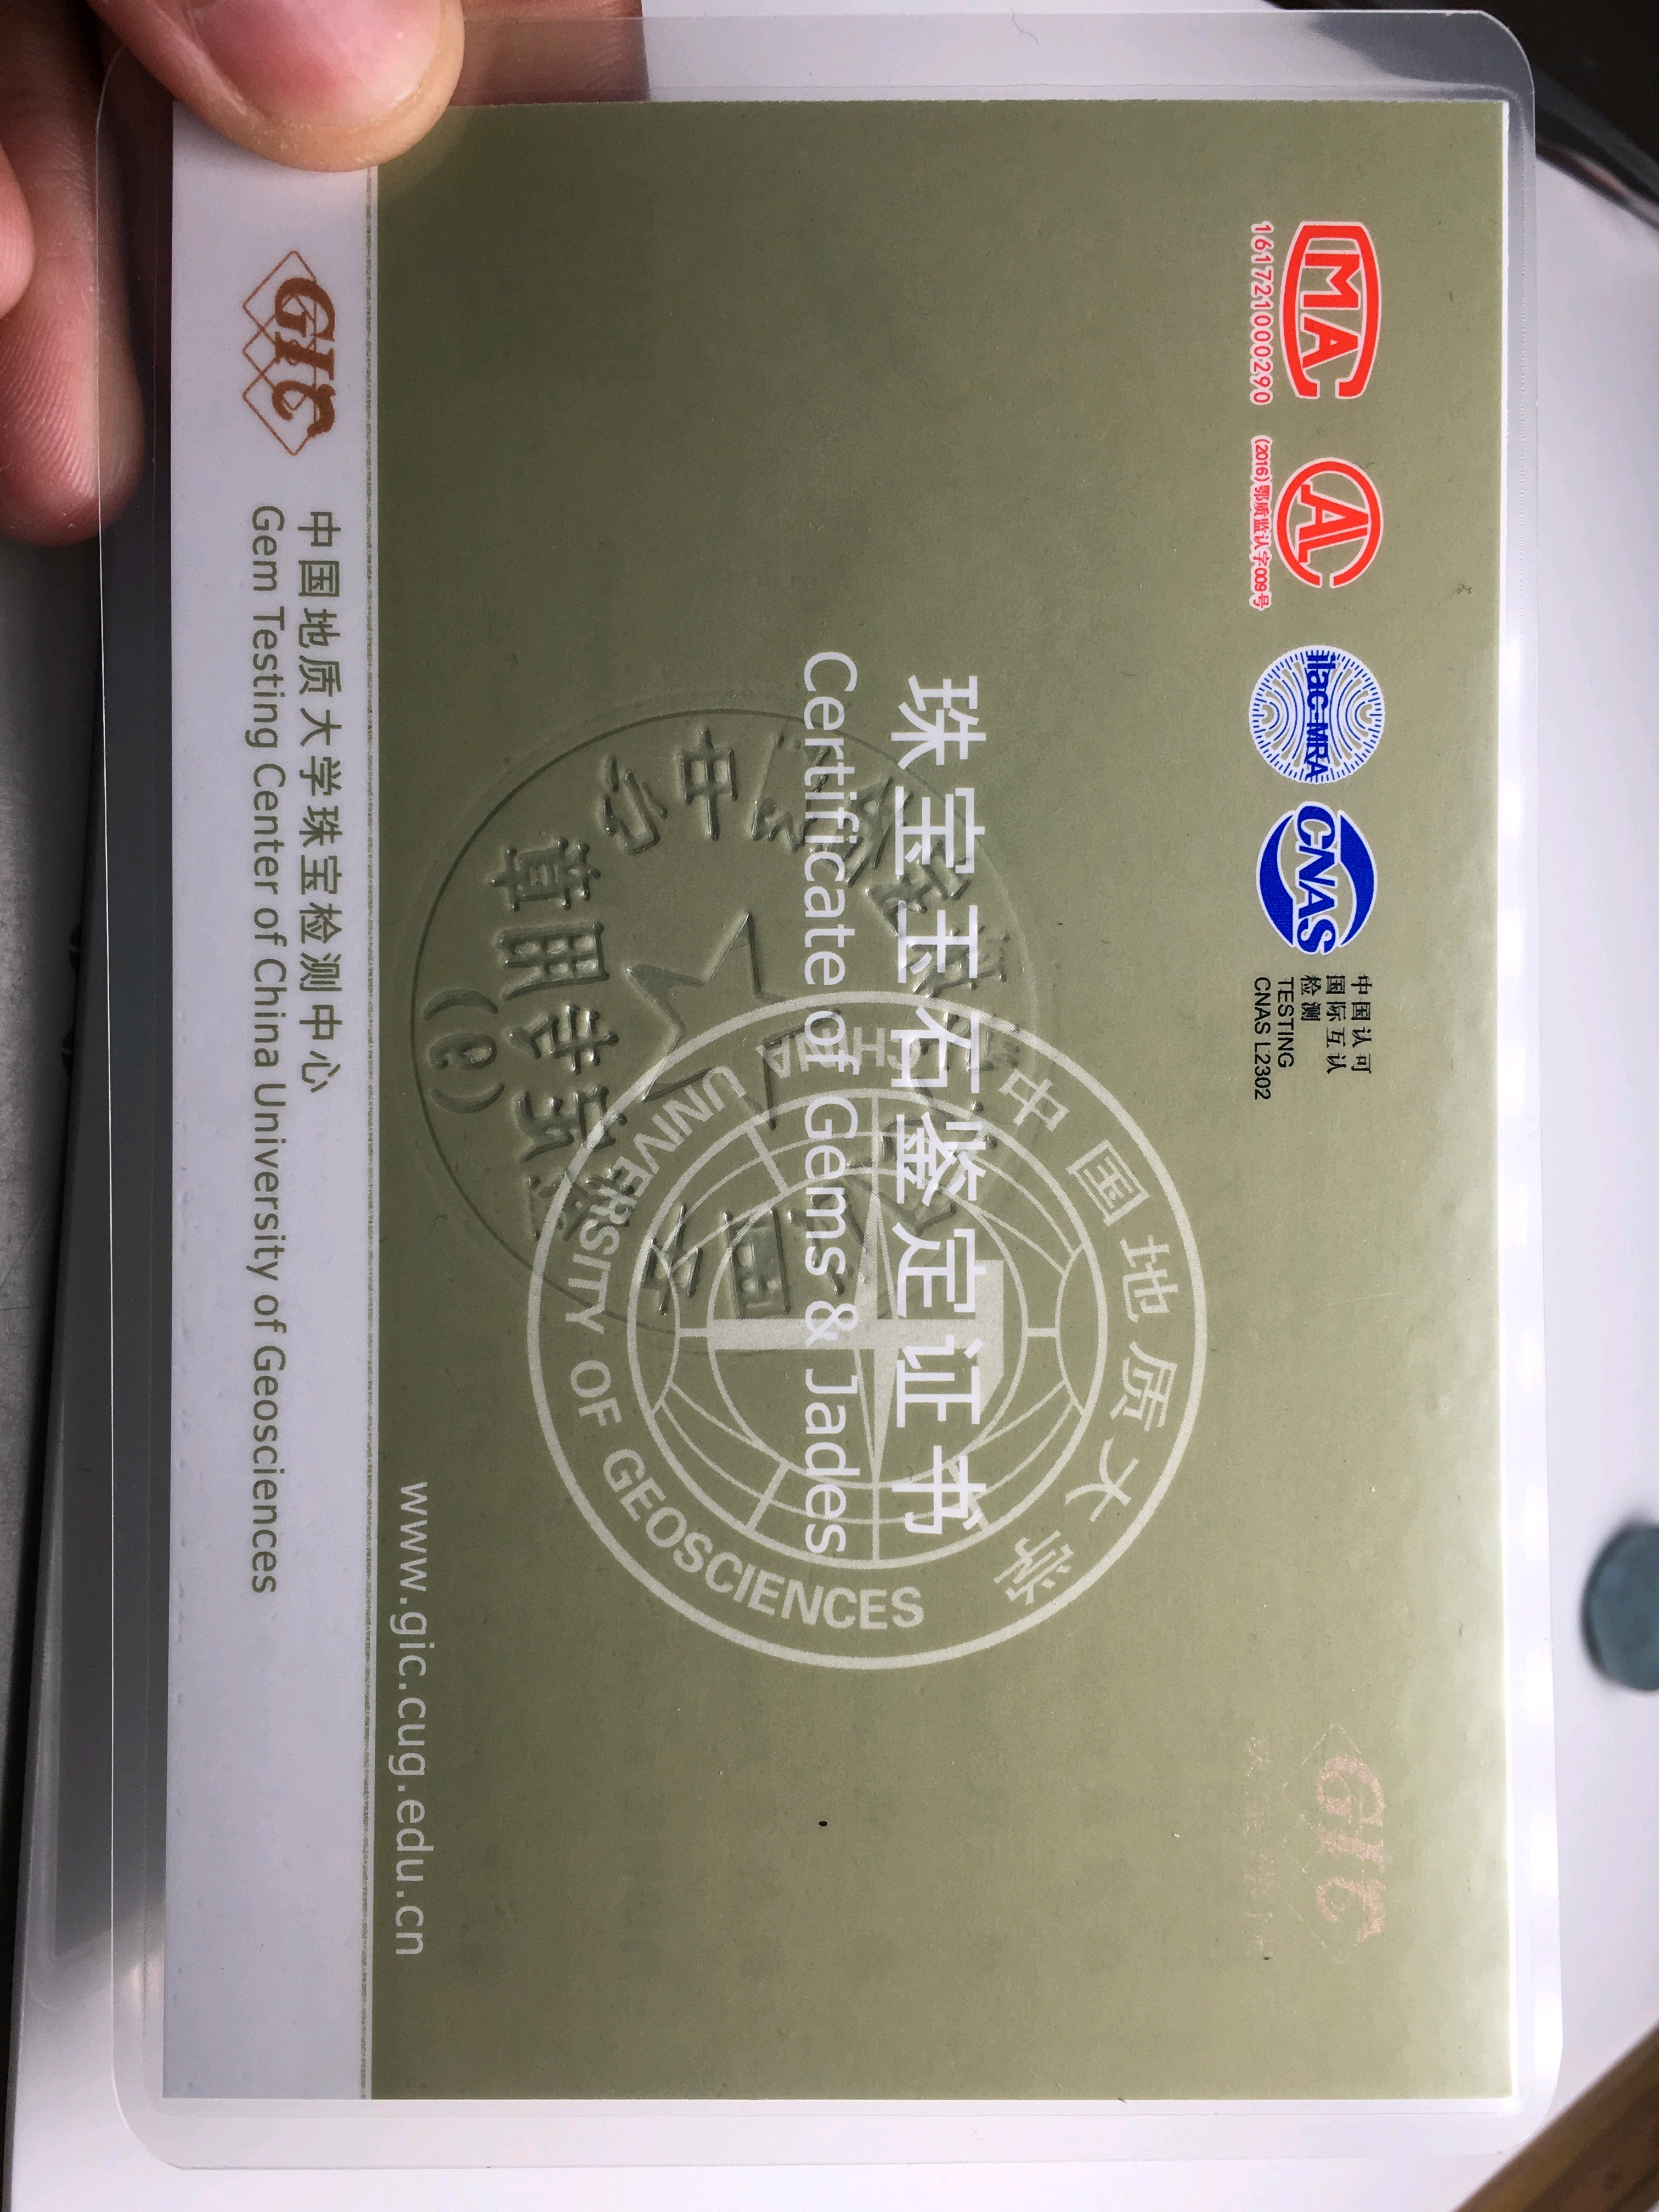 MA
161721000290
AL
(2016)鄂质监认字009号
ilac-MRA
CNAS
中国认可
国际互认
检测
TESTING
CNAS L2302
GIC
珠宝玉石鉴定证书
Certificate of Gems & Jades
中国地质大学
UNIVERSITY OF GEOSCIENCES
www.gic.cug.edu.cn
GIC
中国地质大学珠宝检测中心
Gem Testing Center of China University of Geosciences